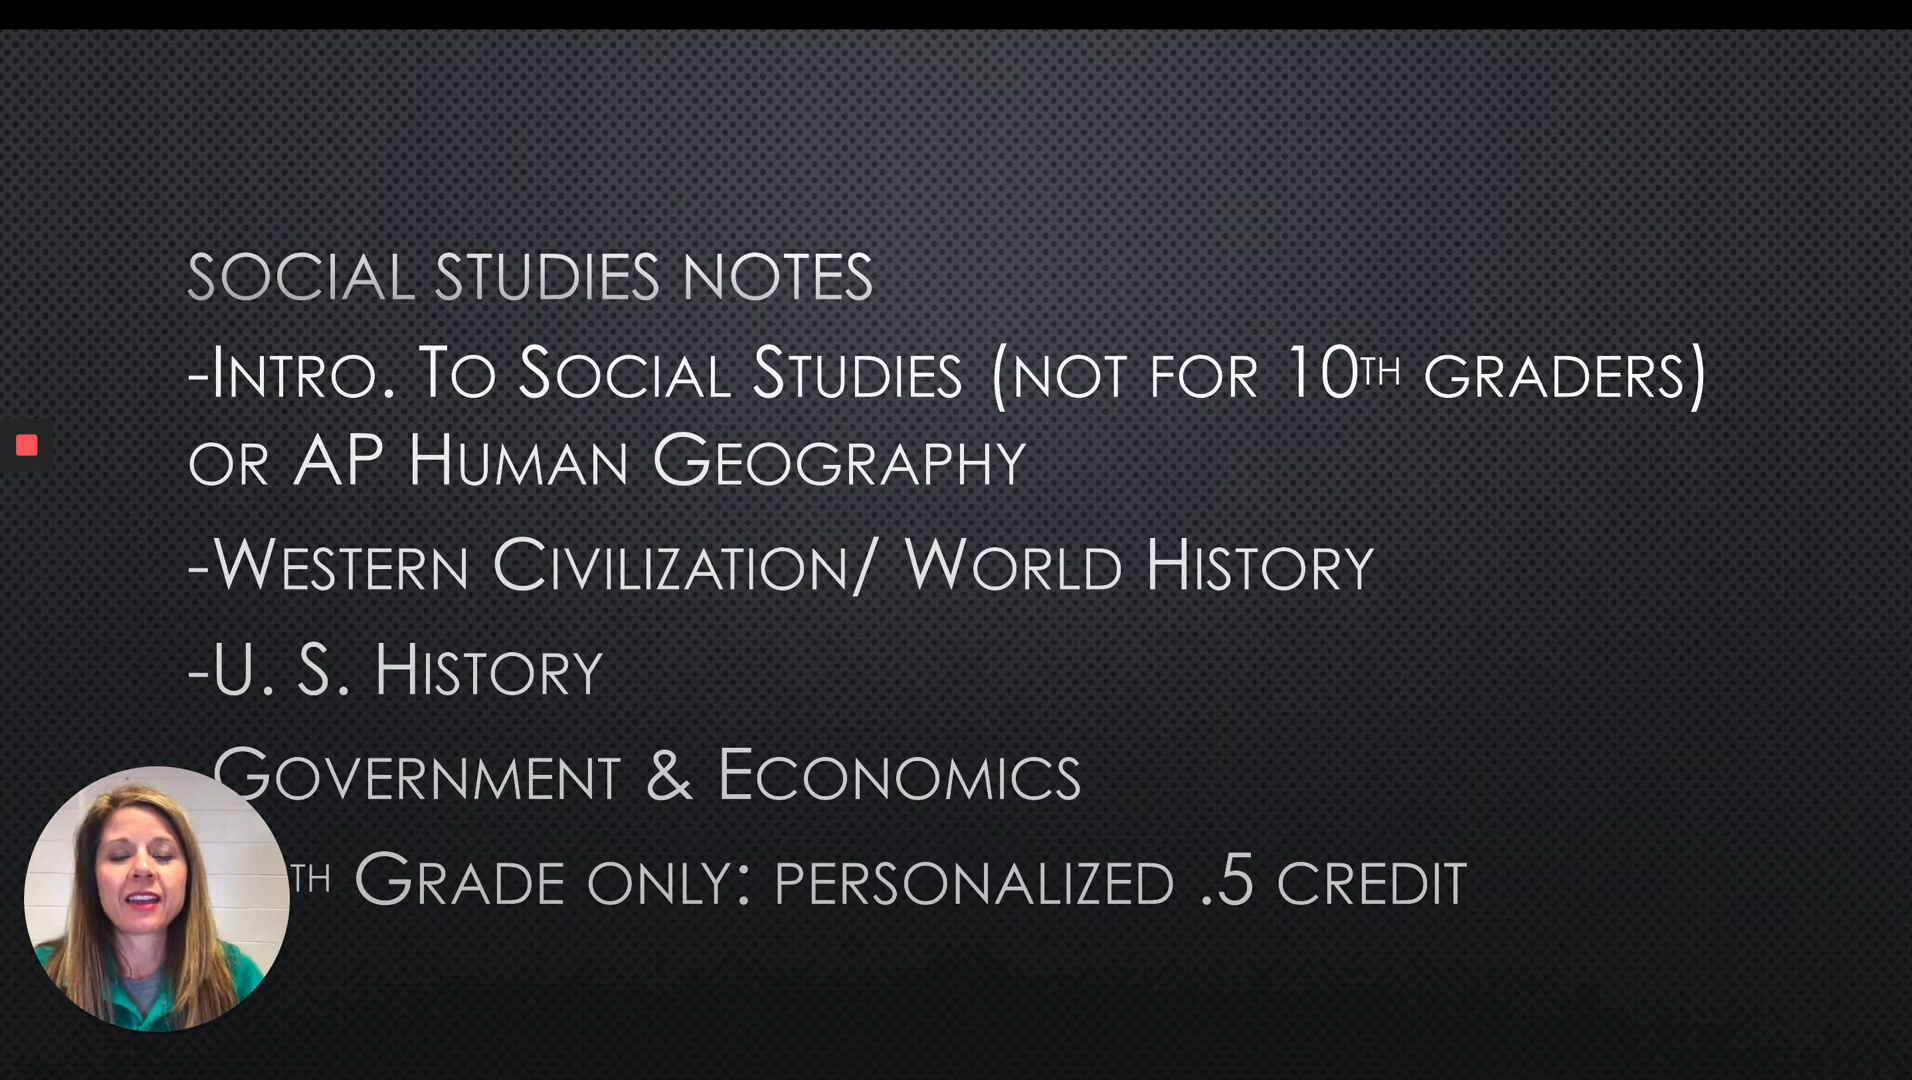 SOCIAL STUDIES NOTES
-INTRO. TO SOCIAL STUDIES (NOT FOR 10TH GRADERS)
OR AP HUMAN GEOGRAPHY
-WESTERN CIVILIZATION/ WORLD HISTORY
-U. S. HISTORY
GOVERNMENT & ECONOMICS
TH GRADE ONLY: PERSONALIZED .5 CREDIT